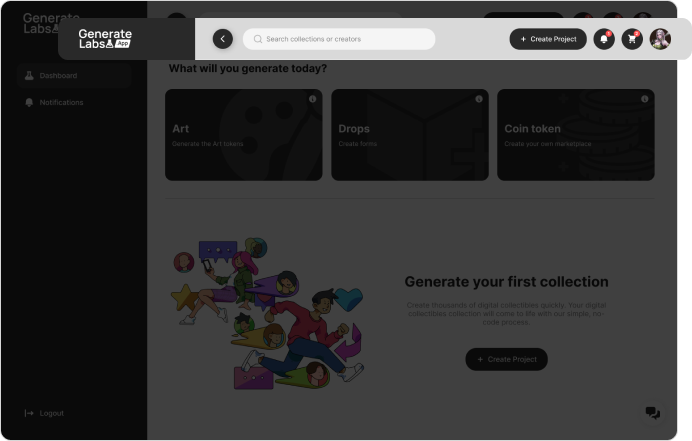 Generate
Labs App
Search collections or creators
+ Create Project
Generate
Labs
Dashboard
Notifications
What will you generate today?
Art
Generate the Art tokens
Drops
Create forms
Coin token
Create your own marketplace
Generate your first collection
Create thousands of digital collectibles quickly. Your digital
collectibles collection will come to life with our simple, no-
code process.
+ Create Project
Logout